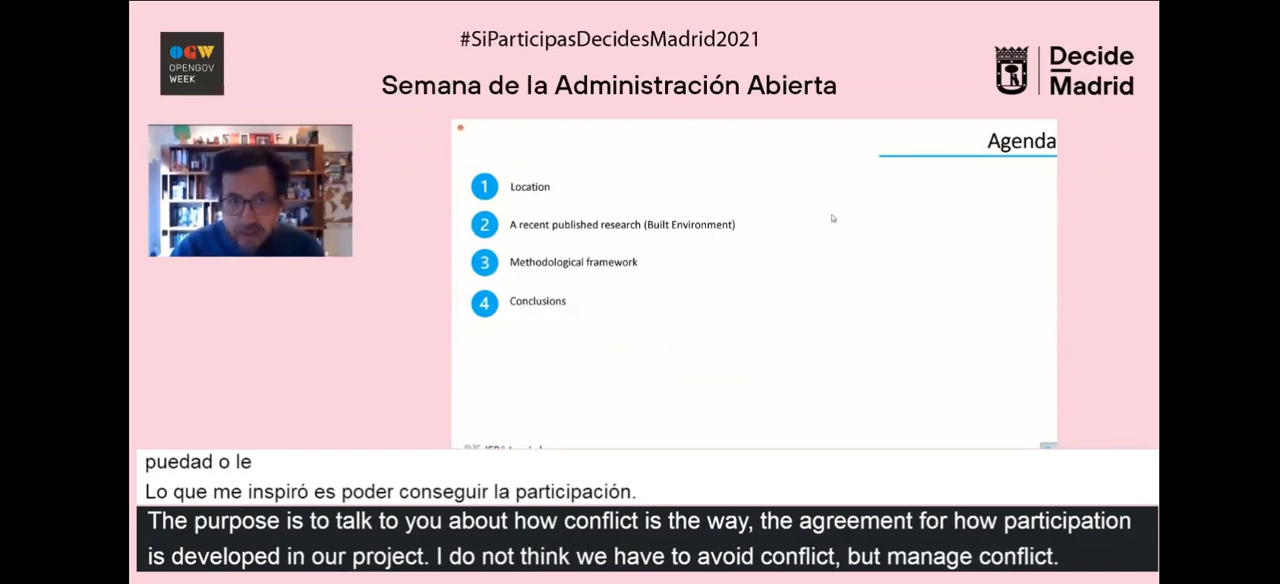 #SiParticipasDecidesMadrid2021
OGW
OPENGOV
WEEK
Semana de la Administración Abierta
Decide
Madrid
Agenda
1 Location
2 A recent published research (Built Environment)
3 Methodological framework
4 Conclusions
puedad o le
Lo que me inspiró es poder conseguir la participación.
The purpose is to talk to you about how conflict is the way, the agreement for how participation
is developed in our project. I do not think we have to avoid conflict, but manage conflict.